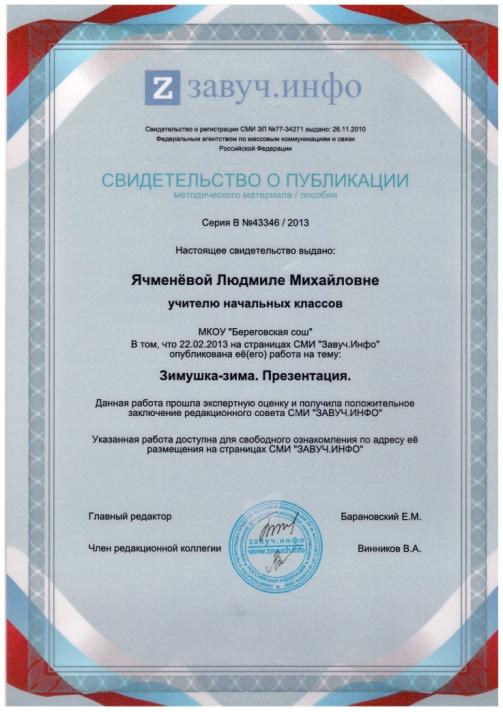 z завуч.инфо
Свидетельство о регистрации СМИ ЭЛ №77-34271 выдано: 26.11.2010
Федеральным агентством по массовым коммуникациям и связи
Российской Федерации
СВИДЕТЕЛЬСТВО О ПУБЛИКАЦИИ
методического материала / пособия
Серия В №43346 / 2013
Настоящее свидетельство выдано:
Ячменёвой Людмиле Михайловне
учителю начальных классов
МКОУ "Береговская сош"
В том, что 22.02.2013 на страницах СМИ "Завуч.Инфо"
опубликована её(его) работа на тему:
Зимушка-зима. Презентация.
Данная работа прошла экспертную оценку и получила положительное
заключение редакционного совета СМИ "ЗАВУЧ.ИНФО"
Указанная работа доступна для свободного ознакомления по адресу её
размещения на страницах СМИ "ЗАВУЧ.ИНФО"
Главный редактор Барановский Е.М.
завуч.инфо
www.zavuch.info
Член редакционной коллегии Винников В.А.